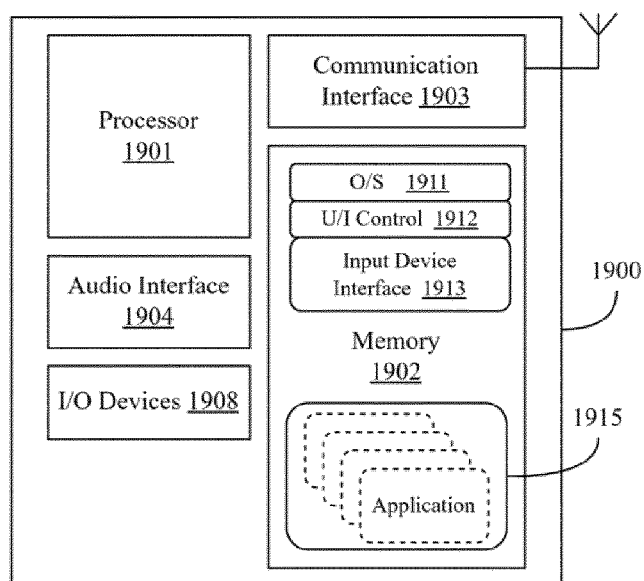 Processor
1901
Communication
Interface 1903
O/S 1911
U/I Control 1912
Input Device
Interface 1913
Audio Interface
1904
Memory
1902
I/O Devices 1908
Application
1900
1915